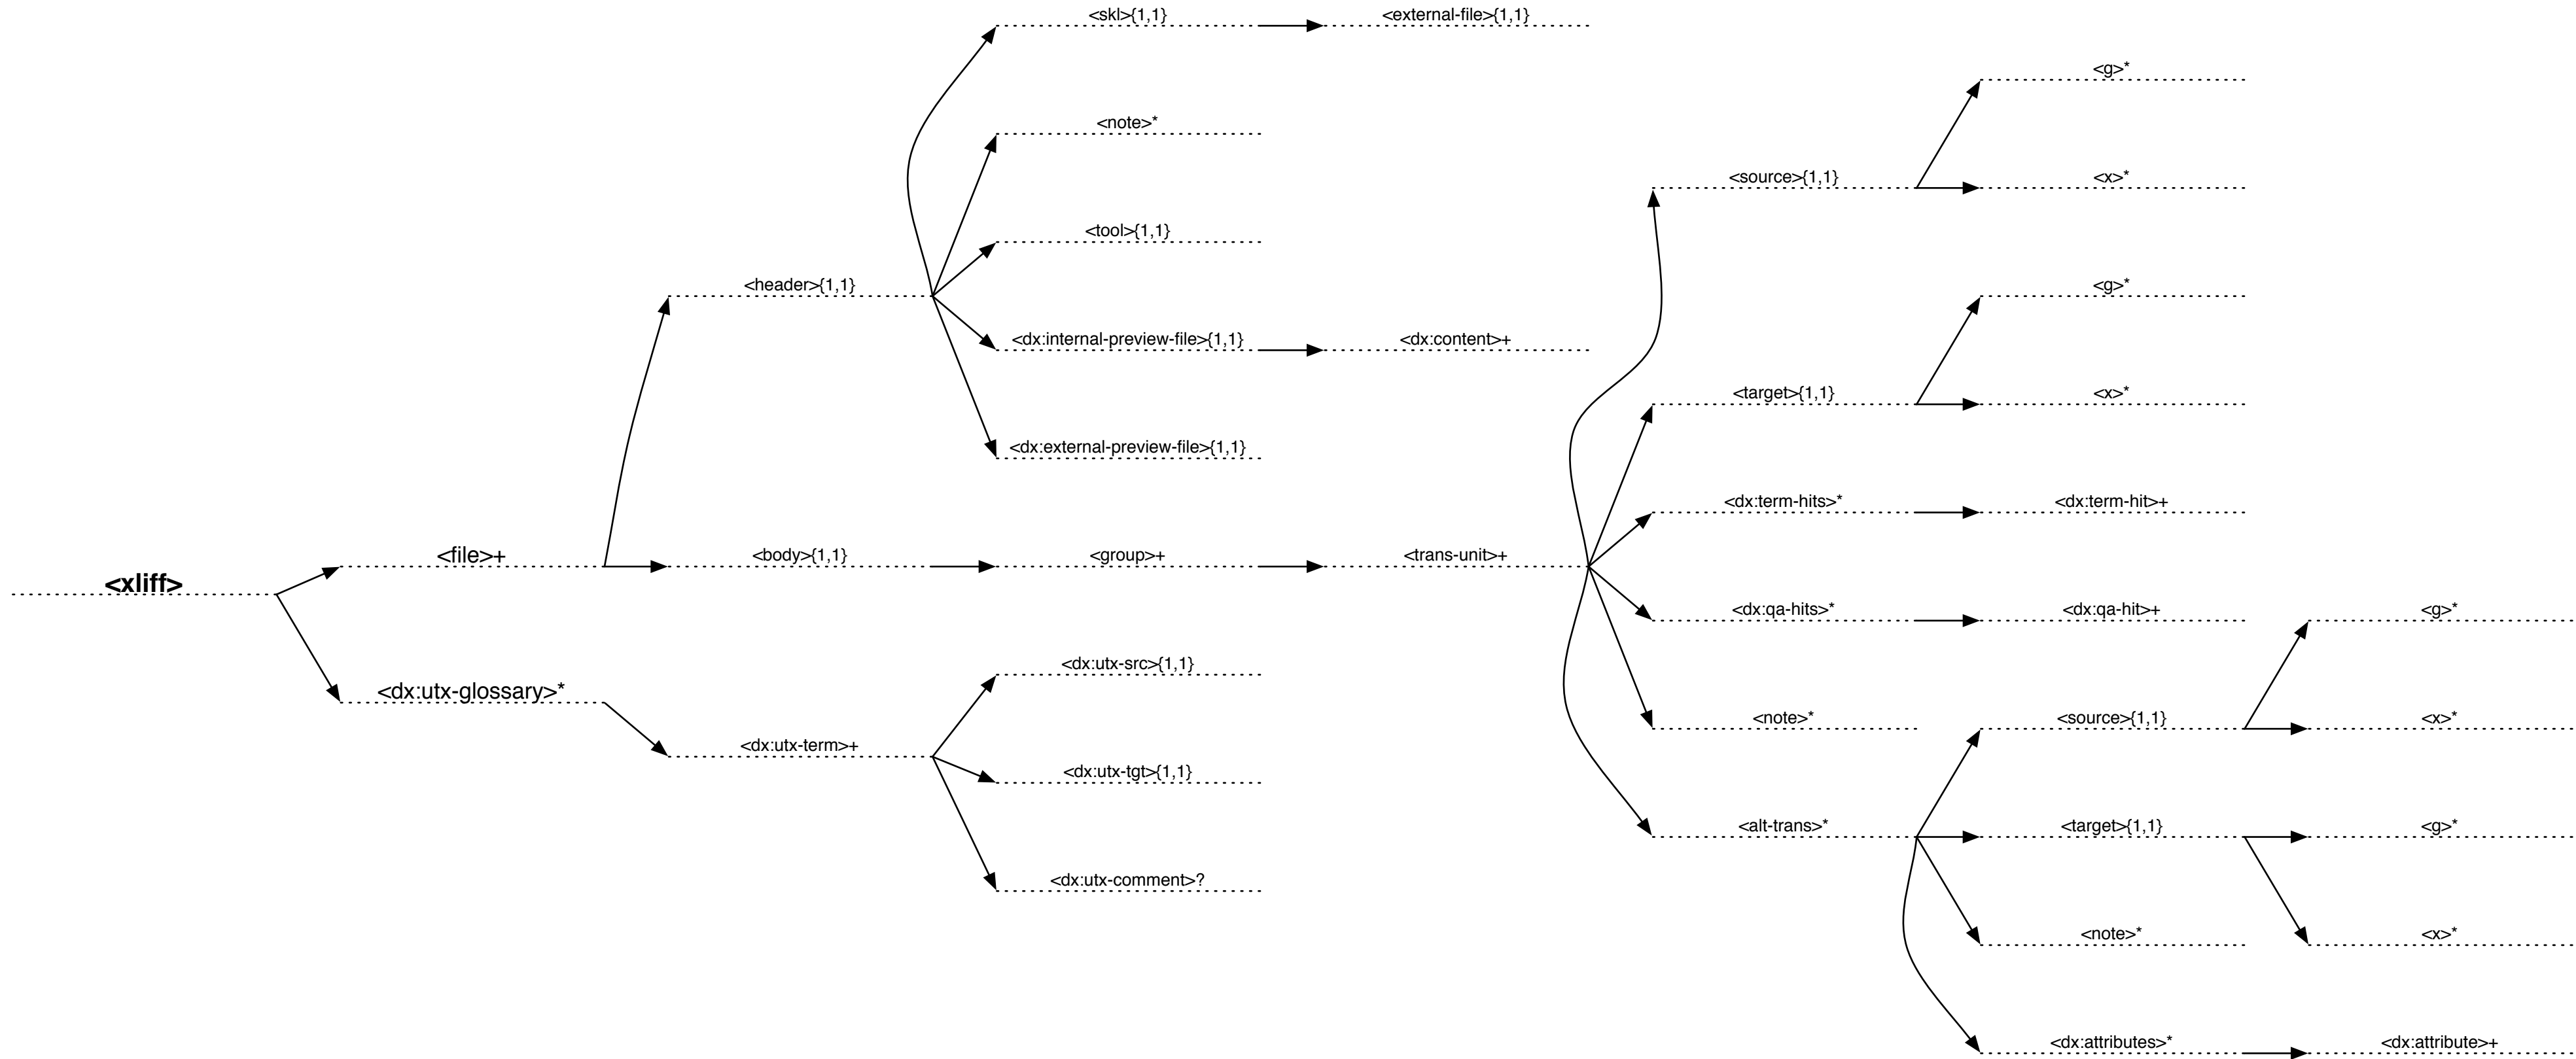 <xliff>
<file>+
<header>{1,1}
<skl>{1,1}
<external-file>{1,1}
<note>*
<tool>{1,1}
<dx:internal-preview-file>{1,1}
<dx:content>+
<dx:external-preview-file>{1,1}
<body>{1,1}
<group>+
<trans-unit>+
<source>{1,1}
<g>*
<x>*
<target>{1,1}
<g>*
<x>*
<dx:term-hits>*
<dx:term-hit>+
<dx:qa-hits>*
<dx:qa-hit>+
<note>*
<alt-trans>*
<source>{1,1}
<g>*
<x>*
<target>{1,1}
<g>*
<x>*
<note>*
<dx:attributes>*
<dx:attribute>+
<dx:utx-glossary>*
<dx:utx-term>+
<dx:utx-src>{1,1}
<dx:utx-tgt>{1,1}
<dx:utx-comment>?